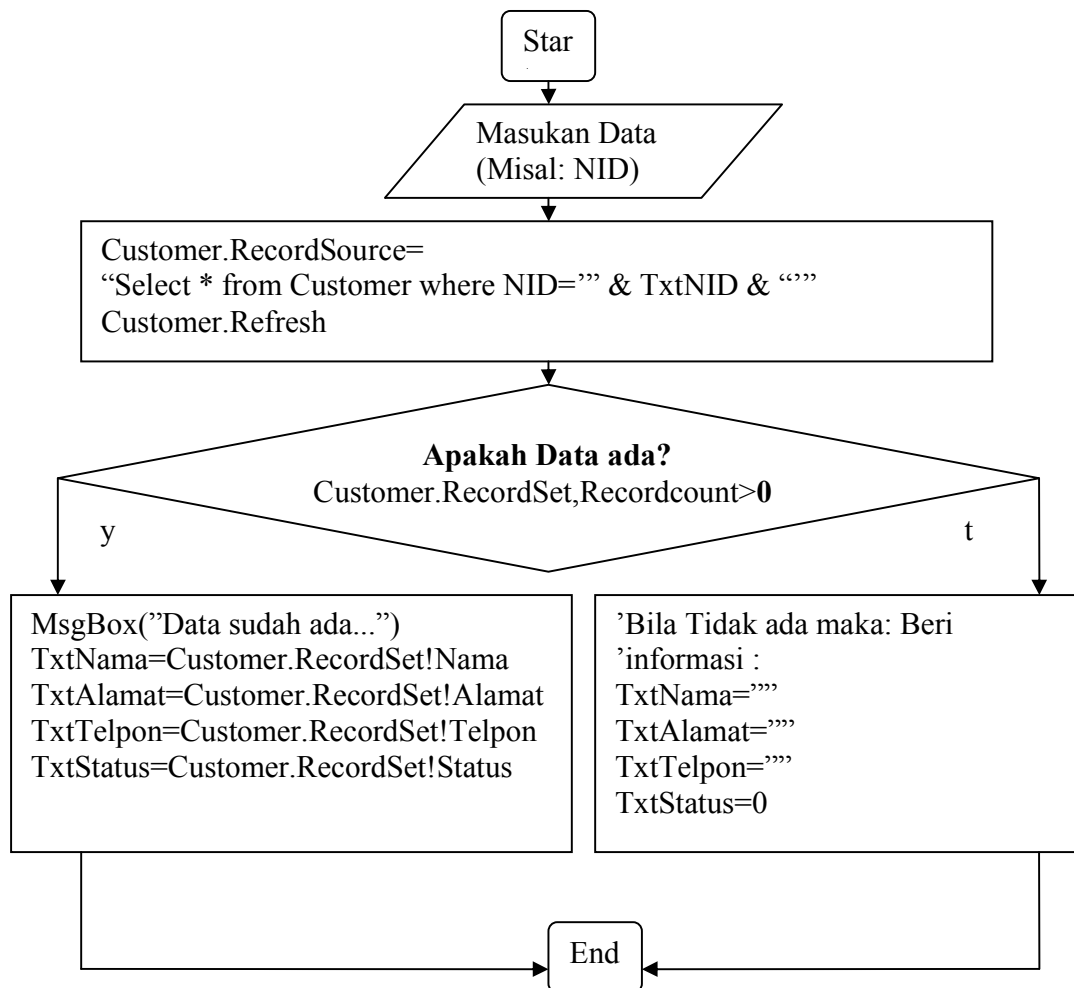 Star
Masukan Data
(Misal: NID)
Customer.RecordSource=
“Select * from Customer where NID=’” & TxtNID & “’”
Customer.Refresh
Apakah Data ada?
Customer.RecordSet,Recordcount>0
y
t
MsgBox(”Data sudah ada...”)
TxtNama=Customer.RecordSet!Nama
TxtAlamat=Customer.RecordSet!Alamat
TxtTelpon=Customer.RecordSet!Telpon
TxtStatus=Customer.RecordSet!Status
’Bila Tidak ada maka: Beri
’informasi :
TxtNama=””
TxtAlamat=””
TxtTelpon=””
TxtStatus=0
End